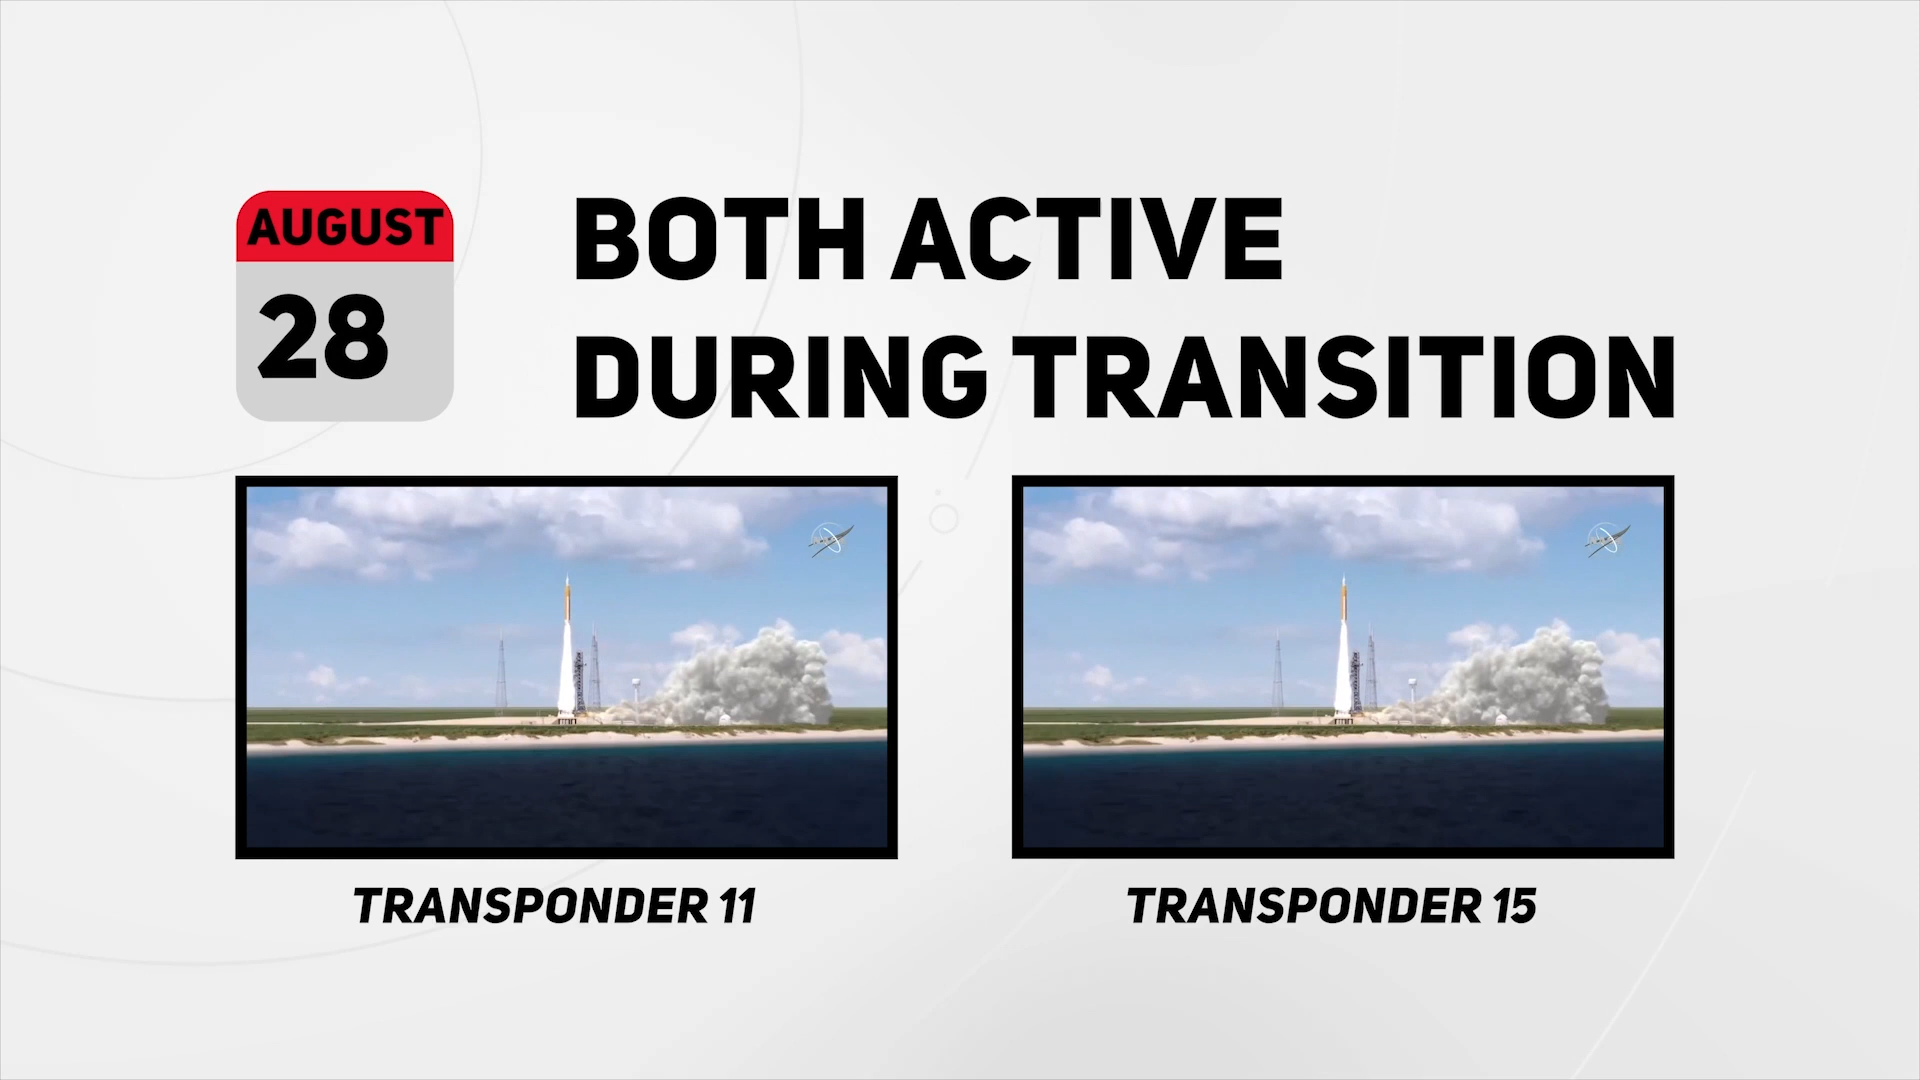 AUGUST
28
BOTH ACTIVE
DURING TRANSITION
TRANSPONDER 11
TRANSPONDER 15